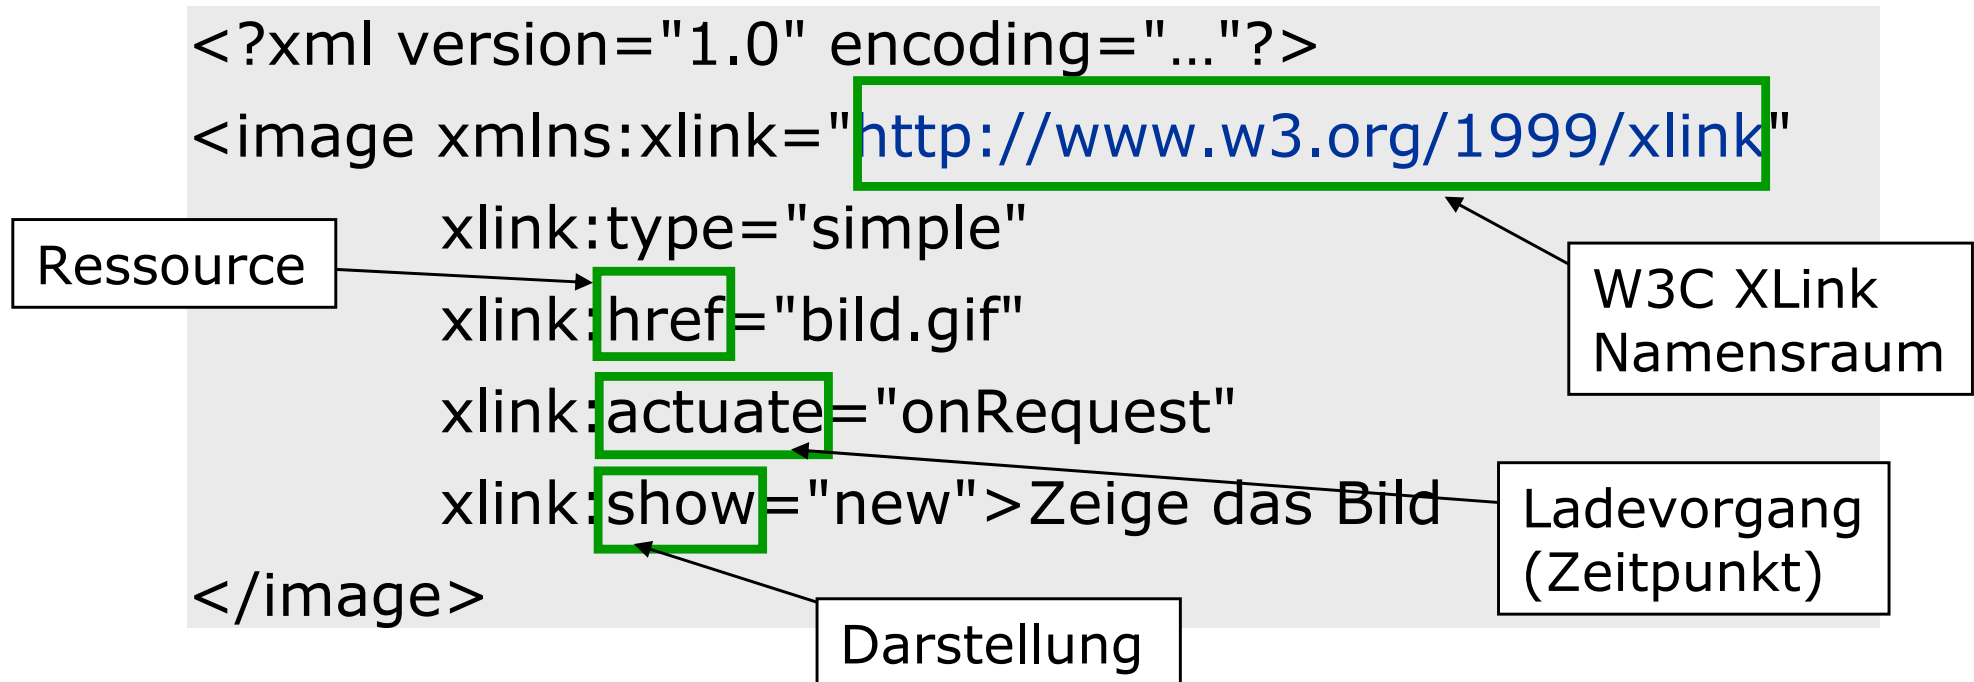 <?xml version="1.0" encoding="…"?>
<image xmlns:xlink="http://www.w3.org/1999/xlink"
xlink:type="simple"
Ressource
xlink:href="bild.gif"
W3C XLink
Namensraum
xlink:actuate="onRequest"
xlink:show="new">Zeige das Bild
Ladevorgang
(Zeitpunkt)
</image>
Darstellung